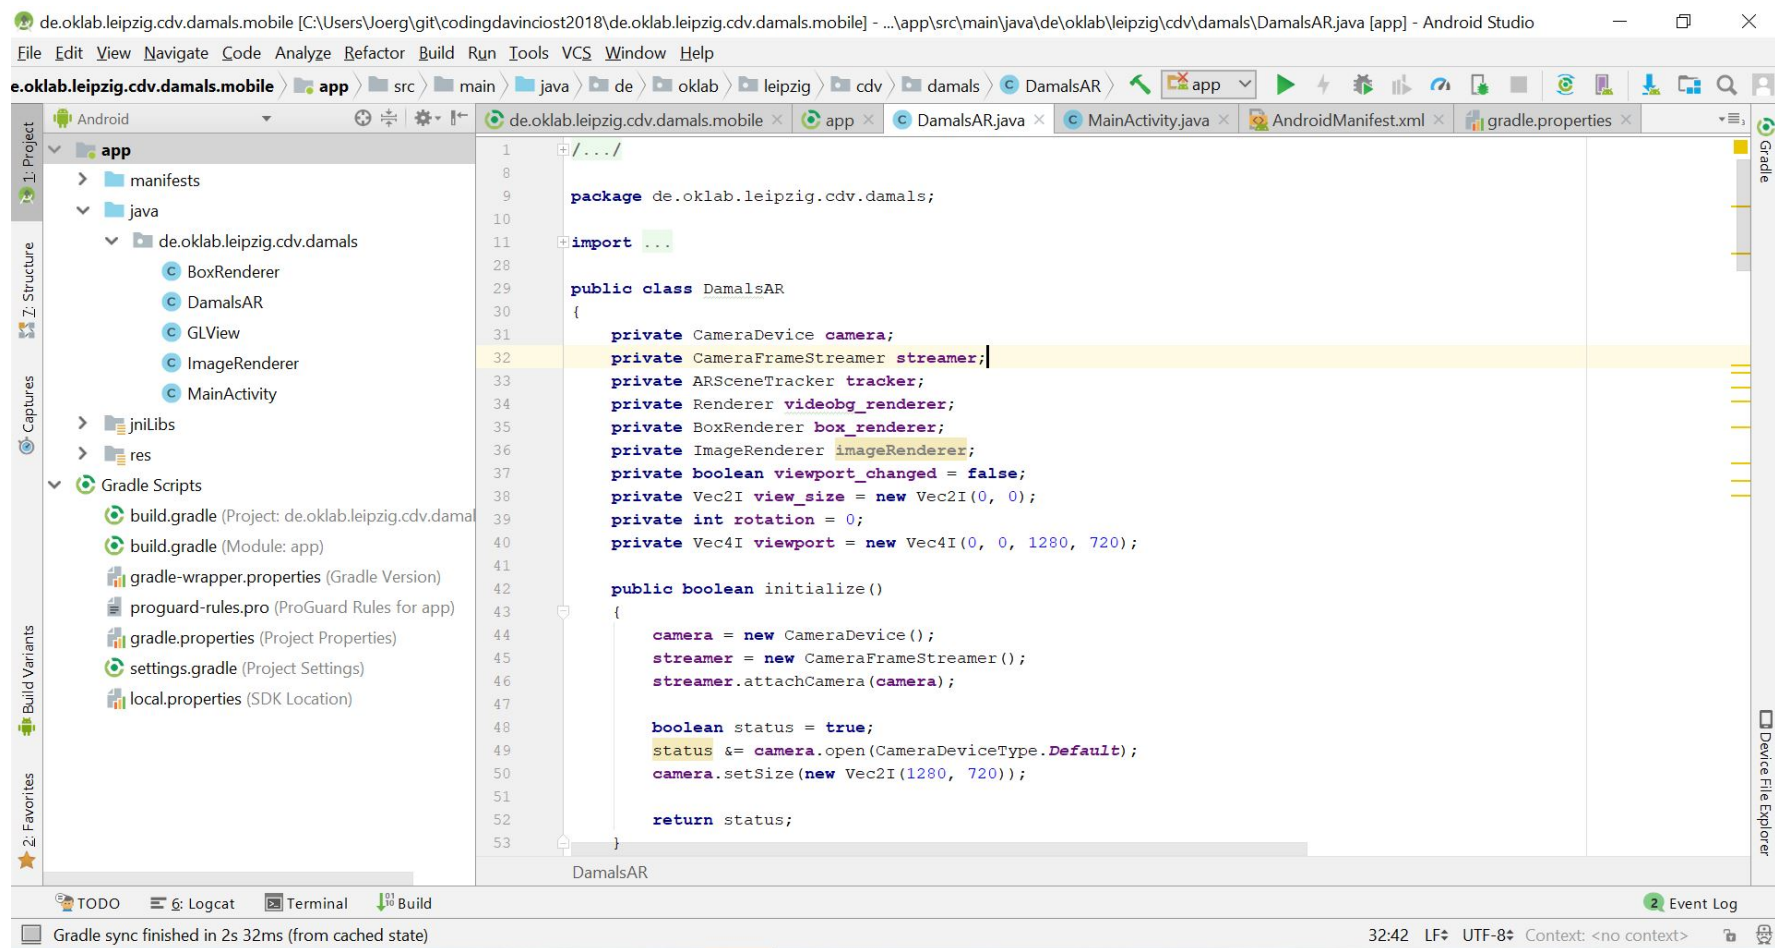 de.oklab.leipzig.cdv.damals.mobile [C:\Users\Joerg\git\codingdavinciost2018\de.oklab.leipzig.cdv.damals.mobile] - ...\app\src\main\java\de\oklab\leipzig\cdv\damals\DamalsAR.java [app] - Android Studio
File Edit View Navigate Code Analyze Refactor Build Run Tools VCS Window Help
e.oklab.leipzig.cdv.damals.mobile app src main java de oklab leipzig cdv damals DamalsAR app
Android
de.oklab.leipzig.cdv.damals.mobile app DamalsAR.java MainActivity.java AndroidManifest.xml gradle.properties
1: Project
Z: Structure
Captures
Build Variants
2: Favorites
app
manifests
java
de.oklab.leipzig.cdv.damals
BoxRenderer
DamalsAR
GLView
ImageRenderer
MainActivity
jniLibs
res
Gradle Scripts
build.gradle (Project: de.oklab.leipzig.cdv.damal
build.gradle (Module: app)
gradle-wrapper.properties (Gradle Version)
proguard-rules.pro (ProGuard Rules for app)
gradle.properties (Project Properties)
settings.gradle (Project Settings)
local.properties (SDK Location)
1 /.../
8
9 package de.oklab.leipzig.cdv.damals;
10
11 import ...
28
29 public class DamalsAR
30 {
31 private CameraDevice camera;
32 private CameraFrameStreamer streamer;
33 private ARSceneTracker tracker;
34 private Renderer videobg_renderer;
35 private BoxRenderer box_renderer;
36 private ImageRenderer imageRenderer;
37 private boolean viewport_changed = false;
38 private Vec2I view_size = new Vec2I(0, 0);
39 private int rotation = 0;
40 private Vec4I viewport = new Vec4I(0, 0, 1280, 720);
41
42 public boolean initialize()
43 {
44 camera = new CameraDevice();
45 streamer = new CameraFrameStreamer();
46 streamer.attachCamera(camera);
47
48 boolean status = true;
49 status &= camera.open(CameraDeviceType.Default);
50 camera.setSize(new Vec2I(1280, 720));
51
52 return status;
53 }
DamalsAR
Gradle
Device File Explorer
TODO 6: Logcat Terminal Build 2 Event Log
Gradle sync finished in 2s 32ms (from cached state) 32:42 LF UTF-8 Context: <no context>